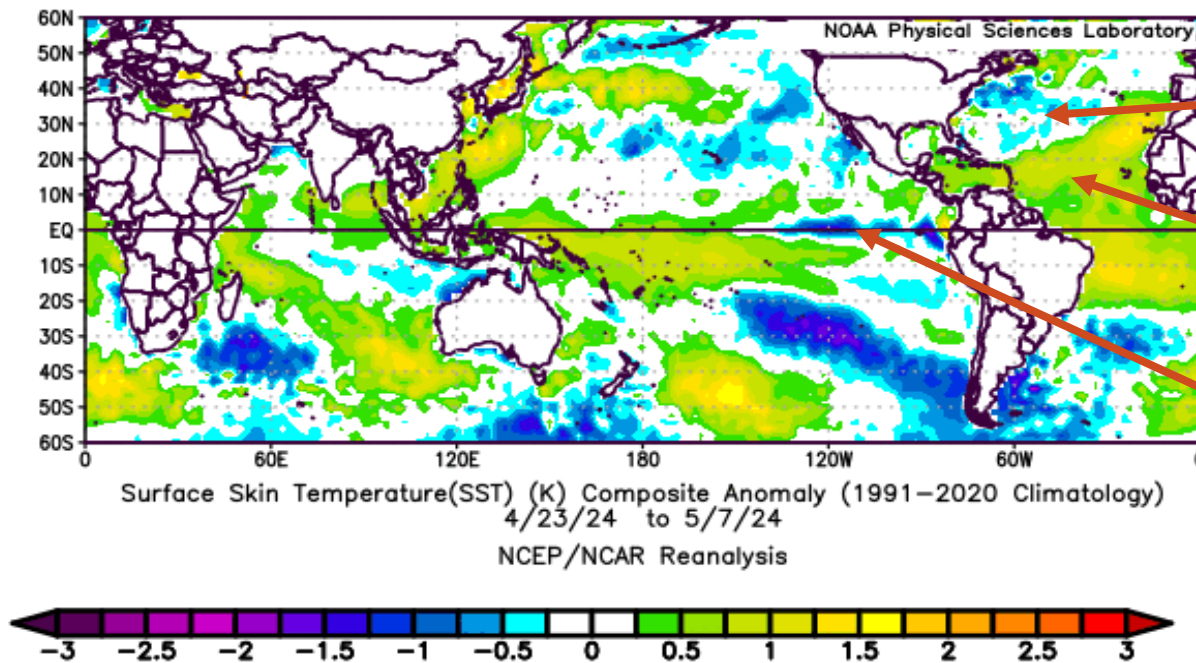 60N
NOAA Physical Sciences Laboratory
50N
40N
30N
20N
10N
EQ
10S
20S
30S
40S
50S
60S
0 60E 120E 180 120W 60W
Surface Skin Temperature(SST) (K) Composite Anomaly (1991-2020 Climatology)
4/23/24 to 5/7/24
NCEP/NCAR Reanalysis
-3 -2.5 -2 -1.5 -1 -0.5 0 0.5 1 1.5 2 2.5 3